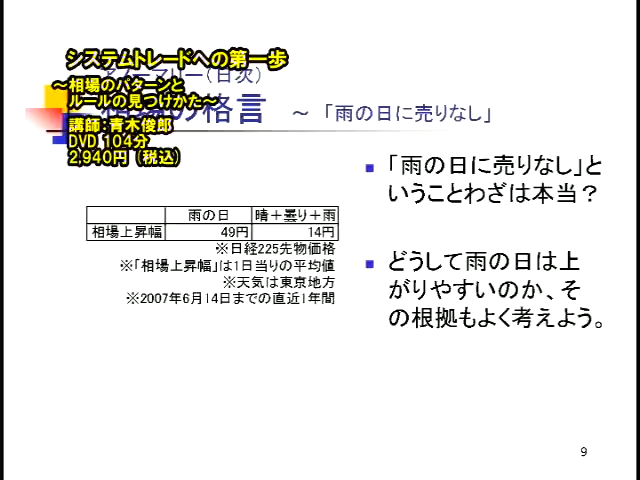 システムトレードへの第一歩
～相場のパターンと
ルールの見つけかた～
講師：青木俊郎
DVD 104分
2,940円（税込）
アノマリー（日次）
相場の格言 ～「雨の日に売りなし」
■「雨の日に売りなし」と
いうことわざは本当？
雨の日 晴＋曇り＋雨
相場上昇幅 49円 14円
※日経225先物価格
※「相場上昇幅」は1日当りの平均値
※天気は東京地方
※2007年6月14日までの直近1年間
■どうして雨の日は上
がりやすいのか、そ
の根拠もよく考えよう。
9